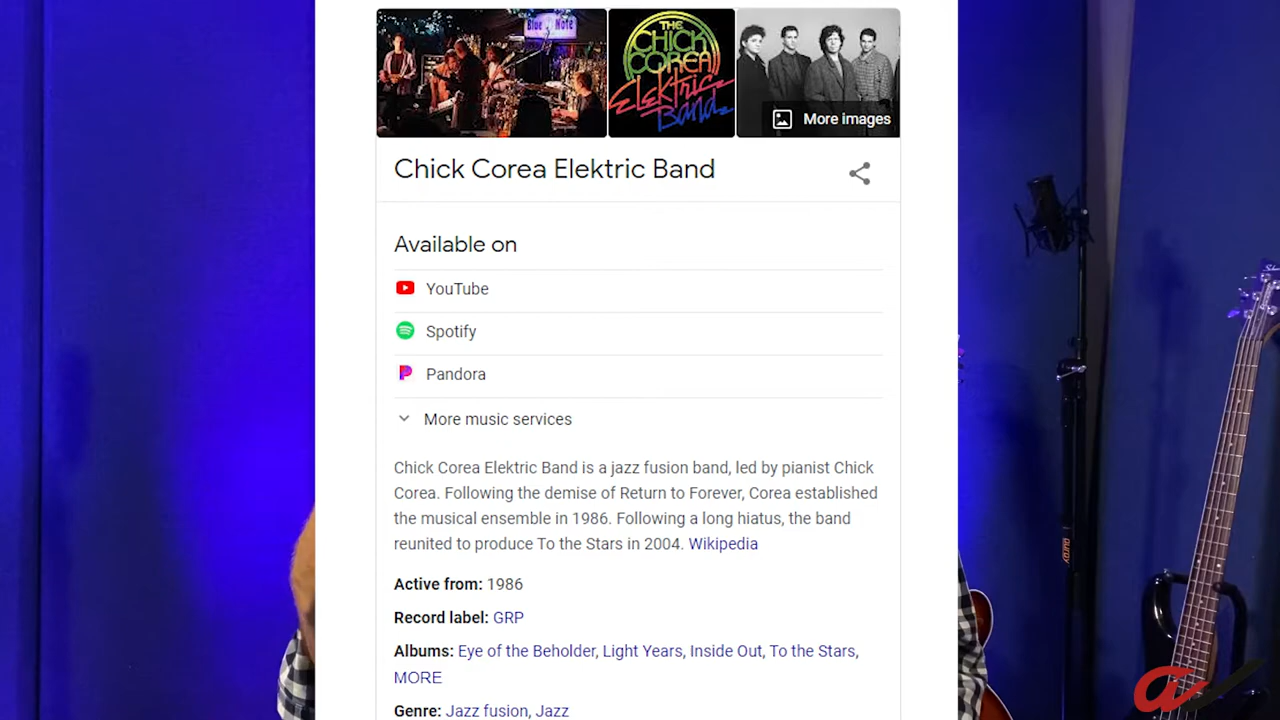 Blue Note
THE
CHICK
COREA
Elektric
Band
More images
Chick Corea Elektric Band
Available on
YouTube
Spotify
Pandora
More music services
Chick Corea Elektric Band is a jazz fusion band, led by pianist Chick
Corea. Following the demise of Return to Forever, Corea established
the musical ensemble in 1986. Following a long hiatus, the band
reunited to produce To the Stars in 2004. Wikipedia
Active from: 1986
Record label: GRP
Albums: Eye of the Beholder, Light Years, Inside Out, To the Stars,
MORE
Genre: Jazz fusion, Jazz